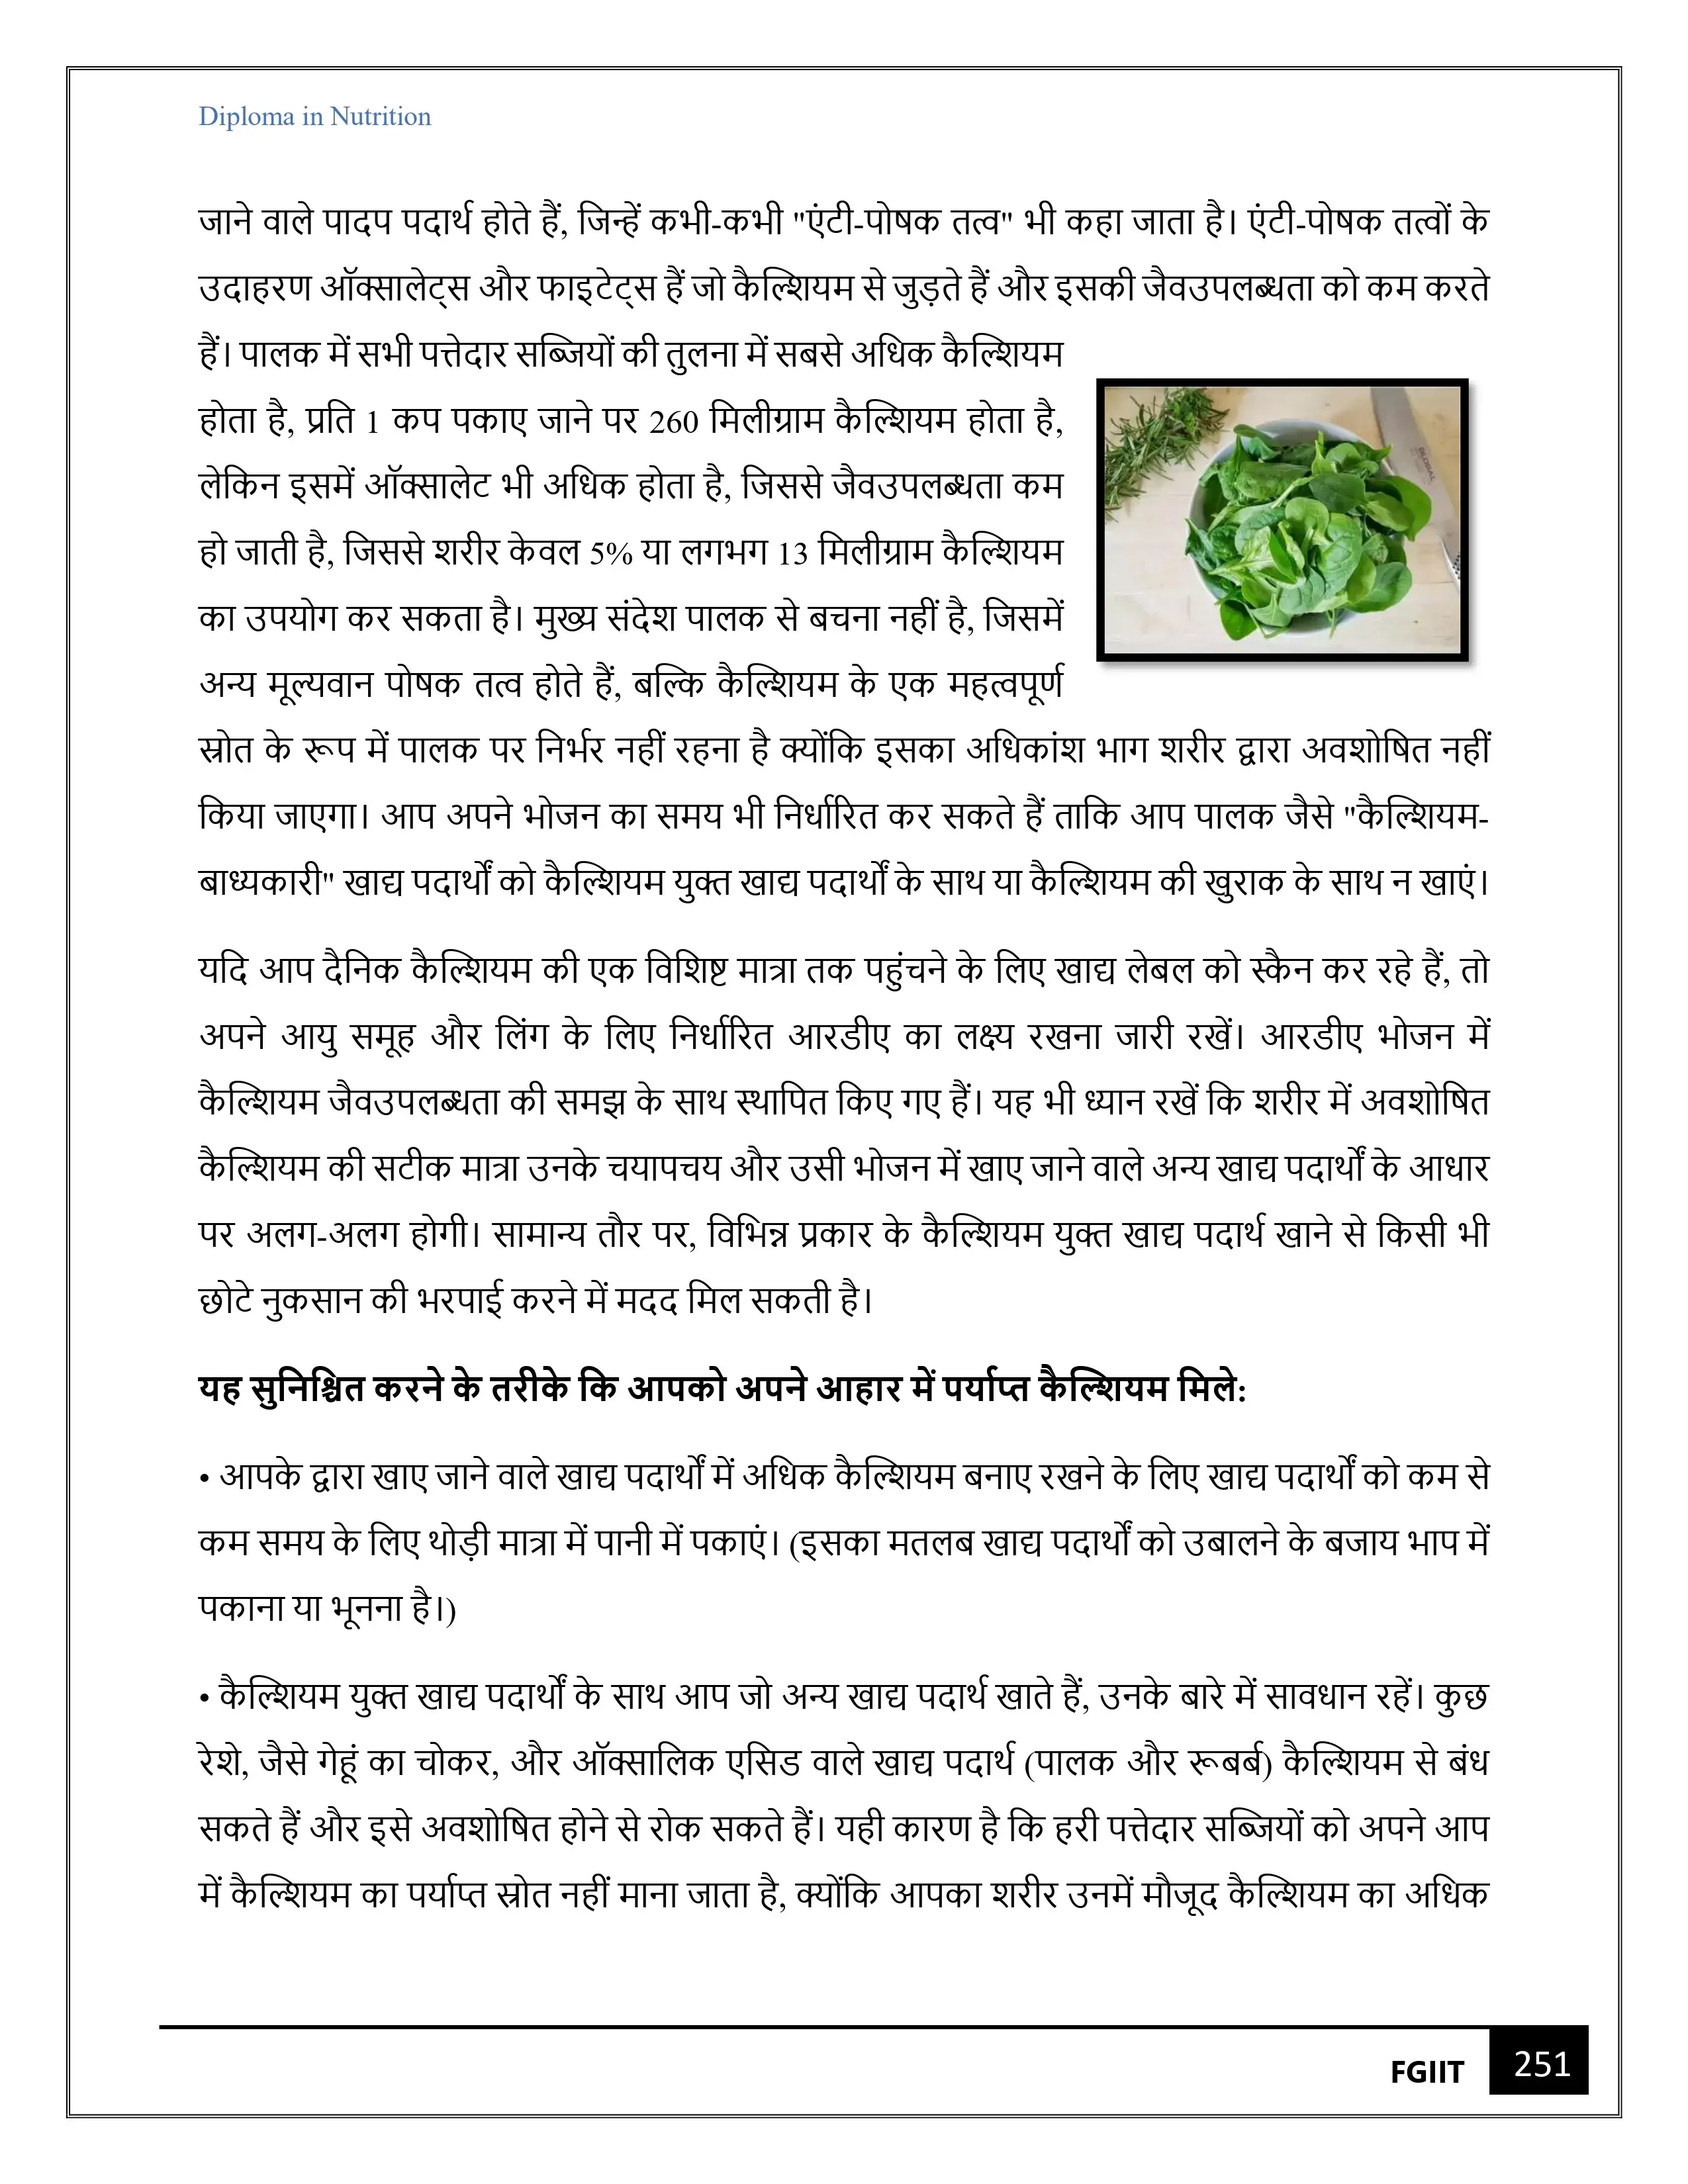 Diploma in Nutrition
जाने वाले पादप पदार्थ होते हैं, जिन्हें कभी-कभी "एंटी-पोषक तत्व" भी कहा जाता है। एंटी-पोषक तत्वों के
उदाहरण ऑक्सालेट्स और फाइटेट्स हैं जो कैल्शियम से जुड़ते हैं और इसकी जैवउपलब्धता को कम करते
हैं। पालक में सभी पत्तेदार सब्जियों की तुलना में सबसे अधिक कैल्शियम
होता है, प्रति 1 कप पकाए जाने पर 260 मिलीग्राम कैल्शियम होता है,
लेकिन इसमें ऑक्सालेट भी अधिक होता है, जिससे जैवउपलब्धता कम
हो जाती है, जिससे शरीर केवल 5% या लगभग 13 मिलीग्राम कैल्शियम
का उपयोग कर सकता है। मुख्य संदेश पालक से बचना नहीं है, जिसमें
अन्य मूल्यवान पोषक तत्व होते हैं, बल्कि कैल्शियम के एक महत्वपूर्ण
स्रोत के रूप में पालक पर निर्भर नहीं रहना है क्योंकि इसका अधिकांश भाग शरीर द्वारा अवशोषित नहीं
किया जाएगा। आप अपने भोजन का समय भी निर्धारित कर सकते हैं ताकि आप पालक जैसे "कैल्शियम-
बाध्यकारी" खाद्य पदार्थों को कैल्शियम युक्त खाद्य पदार्थों के साथ या कैल्शियम की खुराक के साथ न खाएं।
यदि आप दैनिक कैल्शियम की एक विशिष्ट मात्रा तक पहुंचने के लिए खाद्य लेबल को स्कैन कर रहे हैं, तो
अपने आयु समूह और लिंग के लिए निर्धारित आरडीए का लक्ष्य रखना जारी रखें। आरडीए भोजन में
कैल्शियम जैवउपलब्धता की समझ के साथ स्थापित किए गए हैं। यह भी ध्यान रखें कि शरीर में अवशोषित
कैल्शियम की सटीक मात्रा उनके चयापचय और उसी भोजन में खाए जाने वाले अन्य खाद्य पदार्थों के आधार
पर अलग-अलग होगी। सामान्य तौर पर, विभिन्न प्रकार के कैल्शियम युक्त खाद्य पदार्थ खाने से किसी भी
छोटे नुकसान की भरपाई करने में मदद मिल सकती है।
यह सुनिश्चित करने के तरीके कि आपको अपने आहार में पर्याप्त कैल्शियम मिले:
• आपके द्वारा खाए जाने वाले खाद्य पदार्थों में अधिक कैल्शियम बनाए रखने के लिए खाद्य पदार्थों को कम से
कम समय के लिए थोड़ी मात्रा में पानी में पकाएं। (इसका मतलब खाद्य पदार्थों को उबालने के बजाय भाप में
पकाना या भूनना है।)
• कैल्शियम युक्त खाद्य पदार्थों के साथ आप जो अन्य खाद्य पदार्थ खाते हैं, उनके बारे में सावधान रहें। कुछ
रेशे, जैसे गेहूं का चोकर, और ऑक्सालिक एसिड वाले खाद्य पदार्थ (पालक और रूबर्ब) कैल्शियम से बंध
सकते हैं और इसे अवशोषित होने से रोक सकते हैं। यही कारण है कि हरी पत्तेदार सब्जियों को अपने आप
में कैल्शियम का पर्याप्त स्रोत नहीं माना जाता है, क्योंकि आपका शरीर उनमें मौजूद कैल्शियम का अधिक
FGIIT 251
GLOBAL